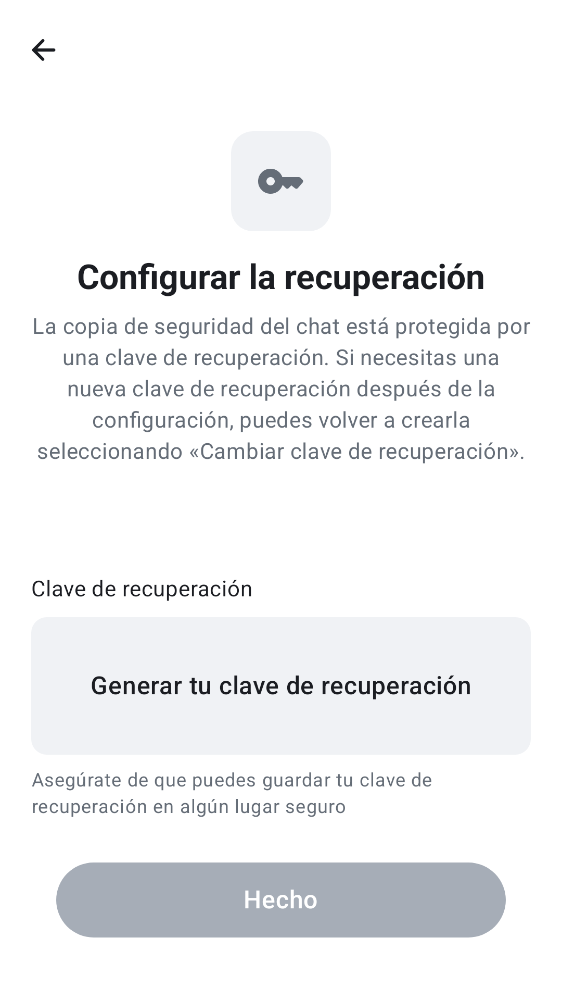 Configurar la recuperación
La copia de seguridad del chat está protegida por
una clave de recuperación. Si necesitas una
nueva clave de recuperación después de la
configuración, puedes volver a crearla
seleccionando «Cambiar clave de recuperación».
Clave de recuperación
Generar tu clave de recuperación
Asegúrate de que puedes guardar tu clave de
recuperación en algún lugar seguro
Hecho